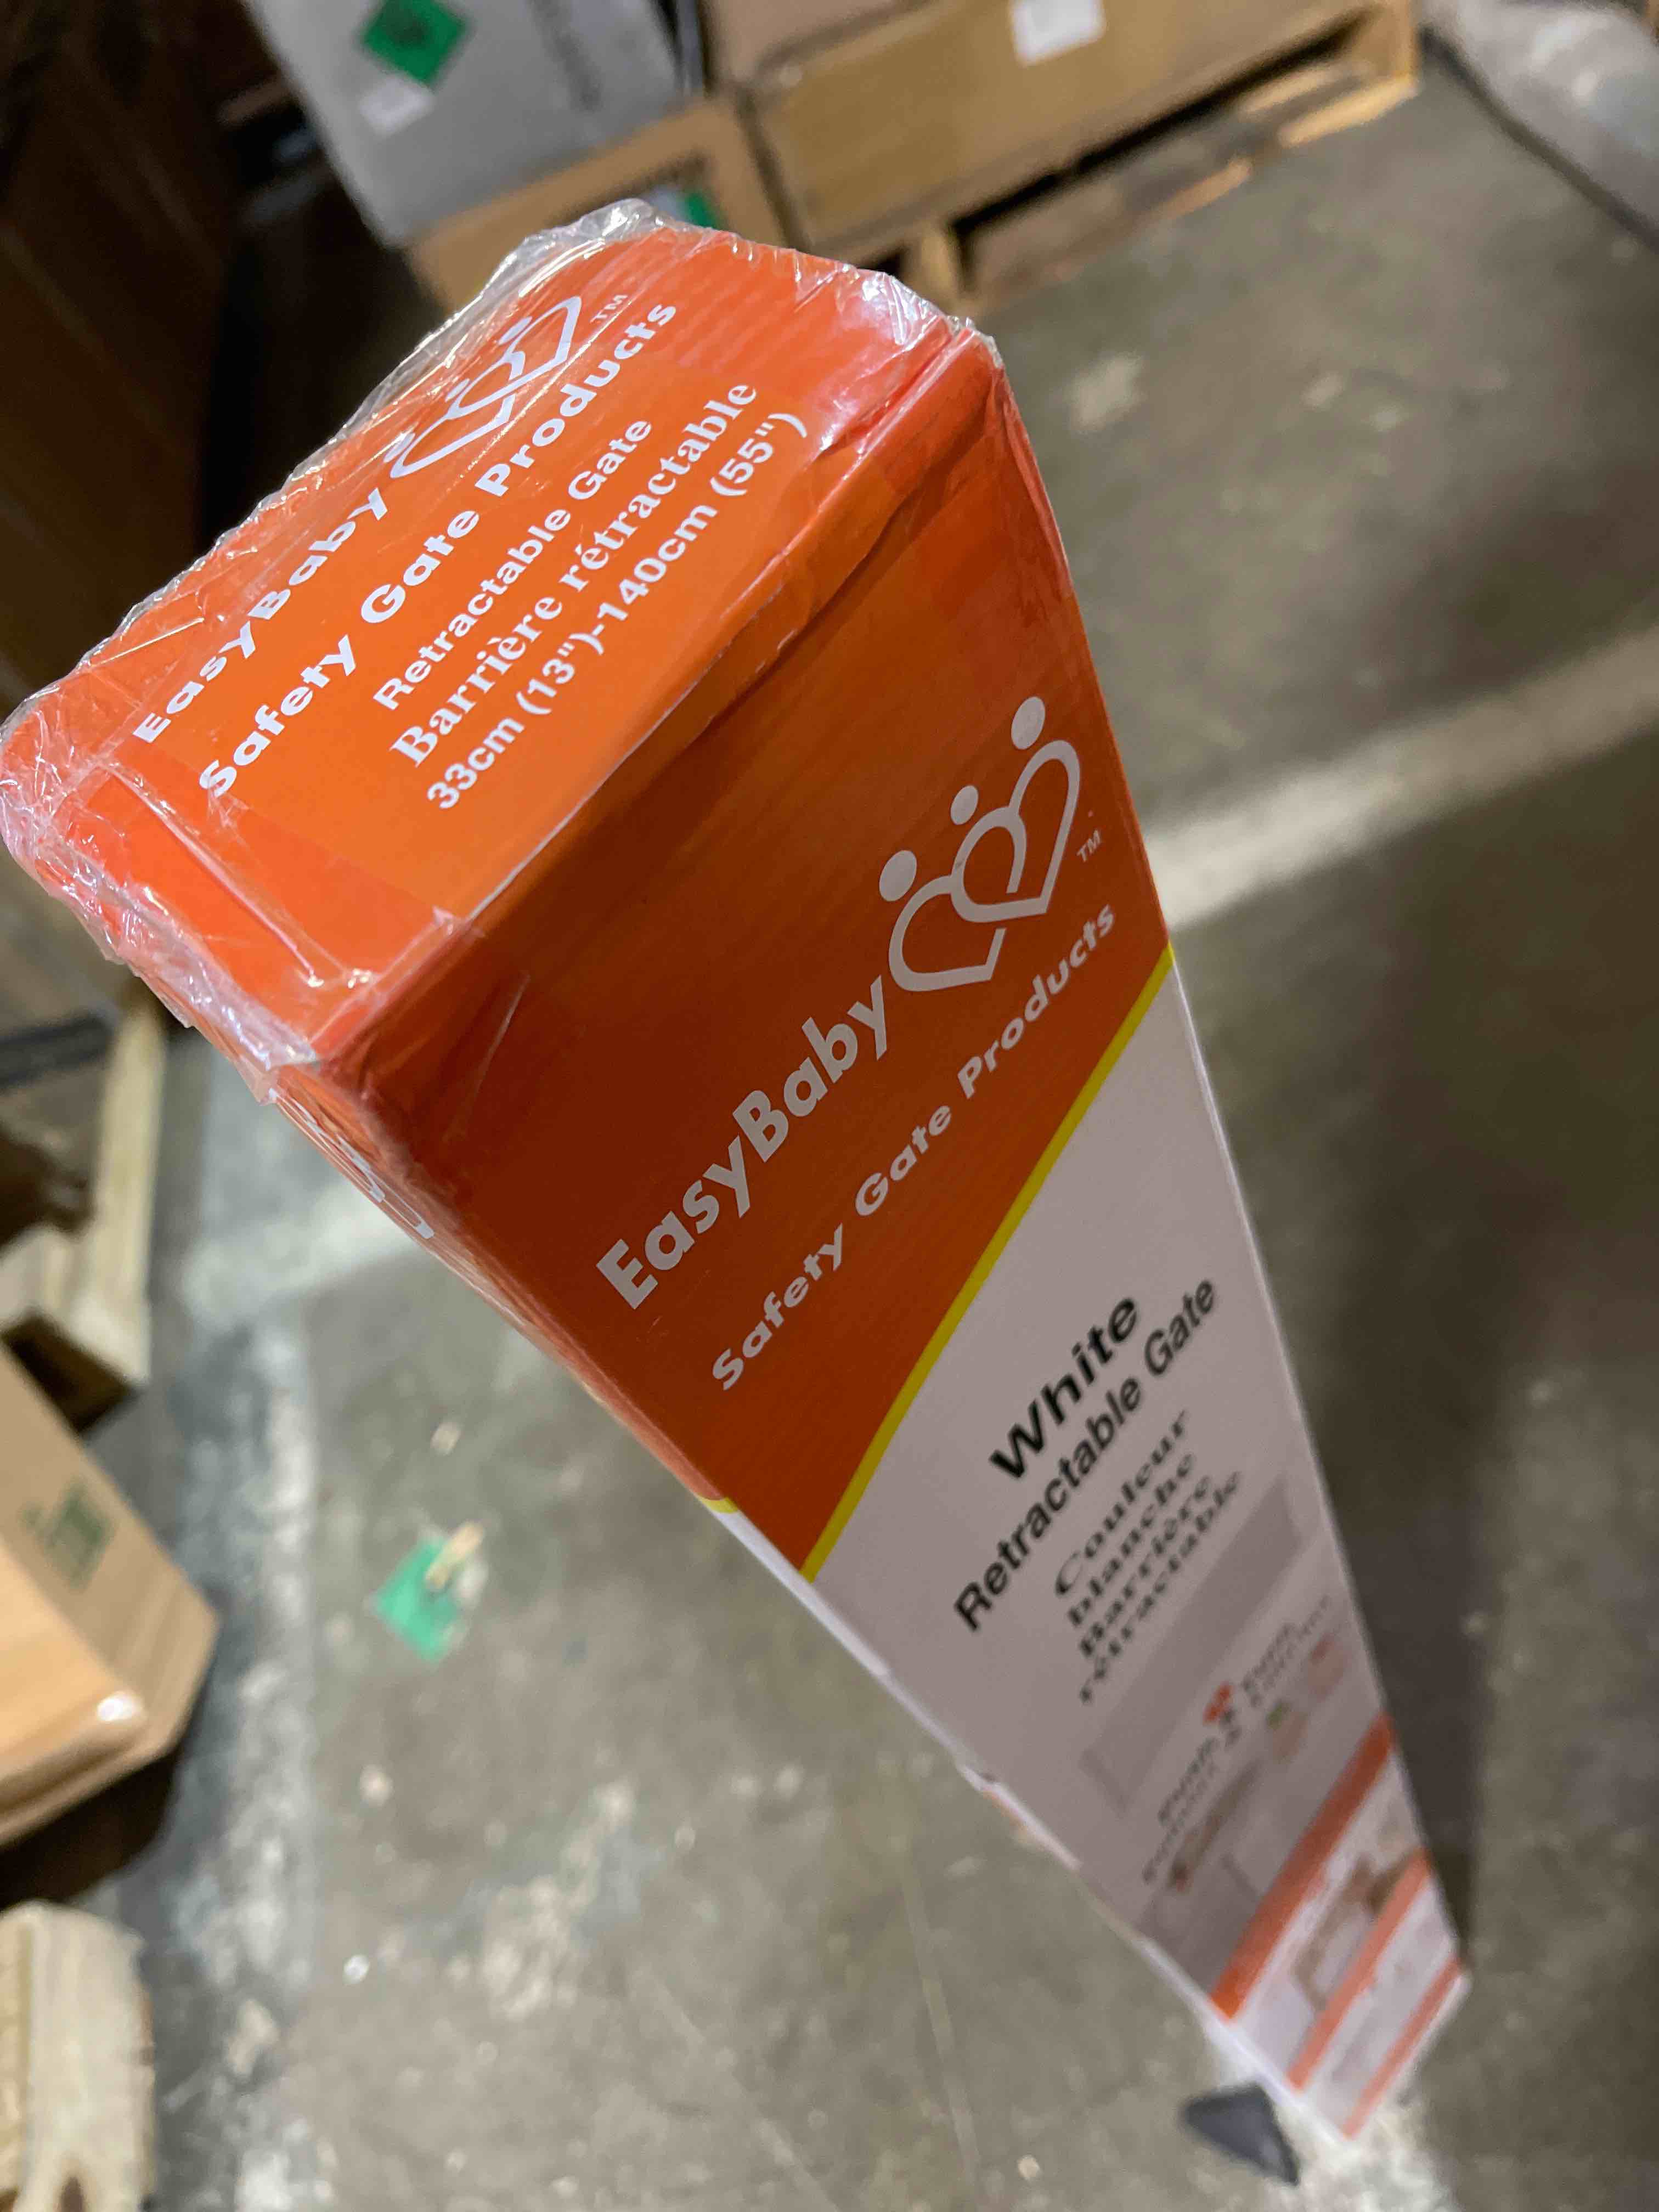 EasyBaby TM
Safety Gate Products
Retractable Gate
Barrière rétractable
33cm (13")-140cm (55")
EasyBaby TM
Safety Gate Products
White
Retractable Gate
Couleur
blanche
Barrière
rétractable